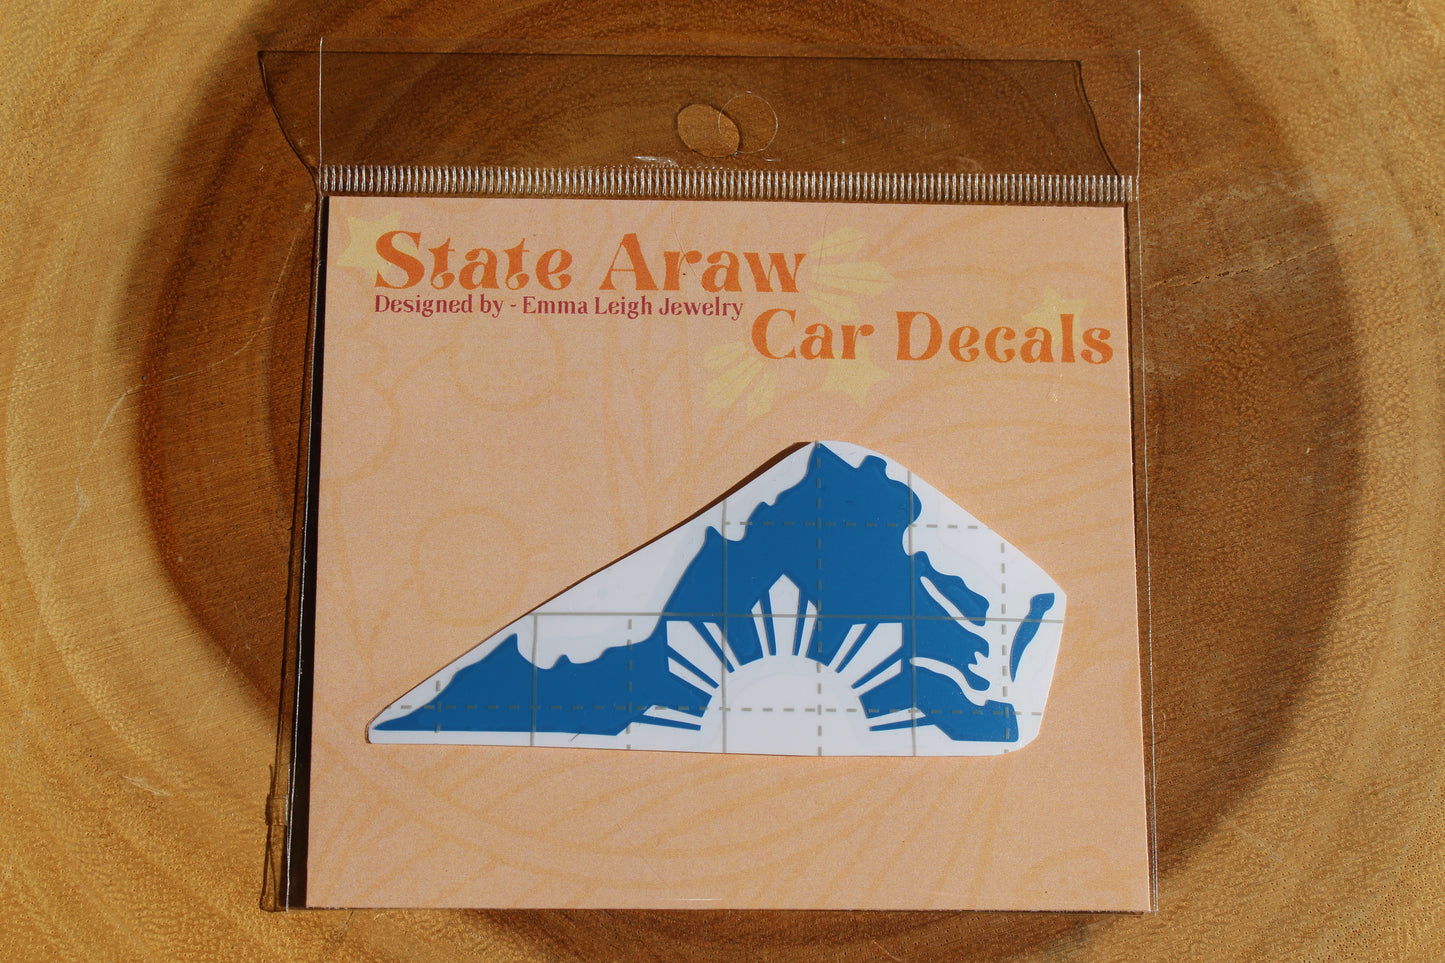 State Araw
Designed by - Emma Leigh Jewelry
Car Decals